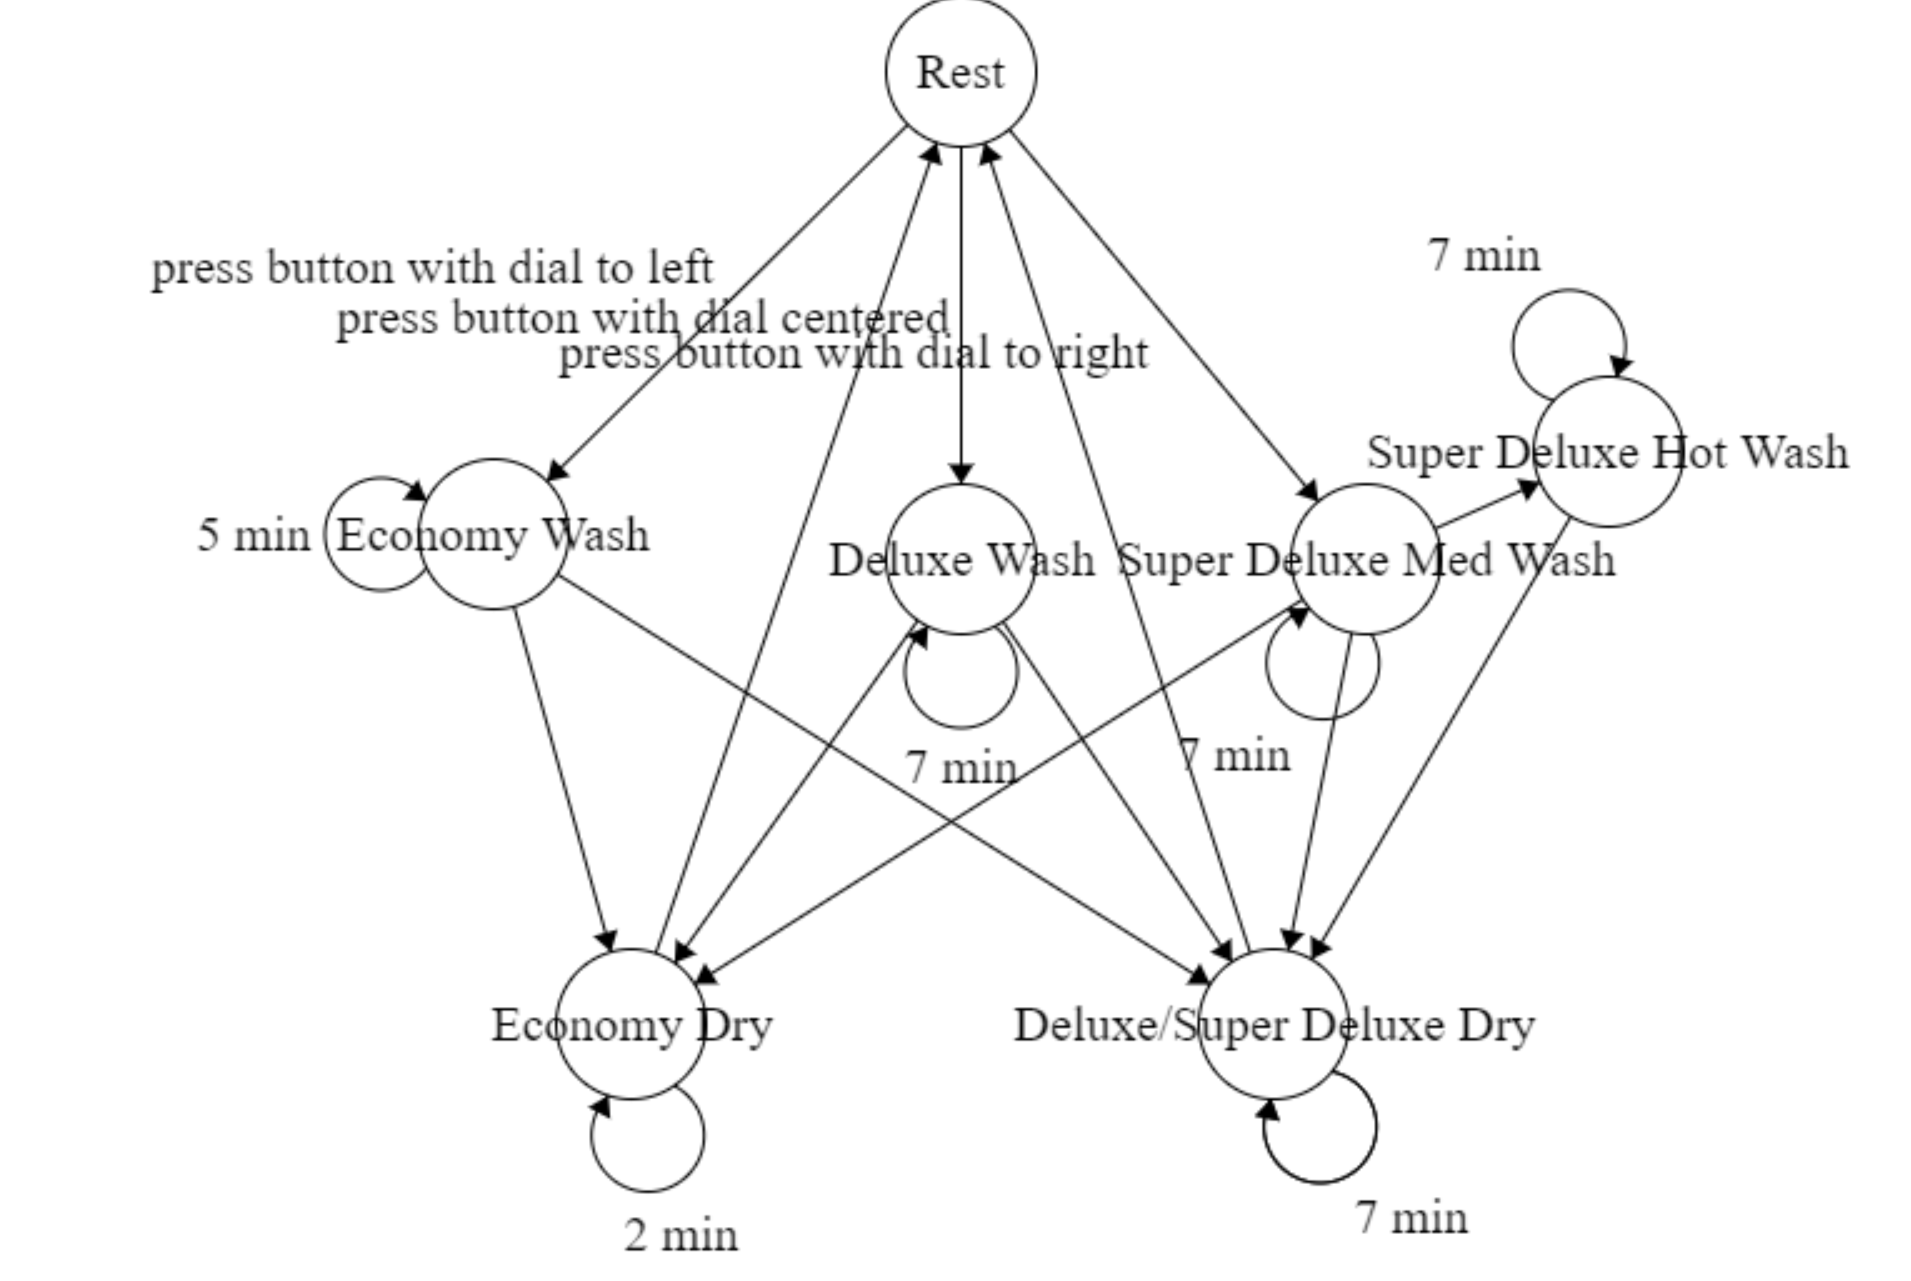 Rest
press button with dial to left
press button with dial centered
press button with dial to right
7 min
Super Deluxe Hot Wash
5 min
Economy Wash
Deluxe Wash
Super Deluxe Med Wash
7 min
7 min
Economy Dry
Deluxe/Super Deluxe Dry
2 min
7 min